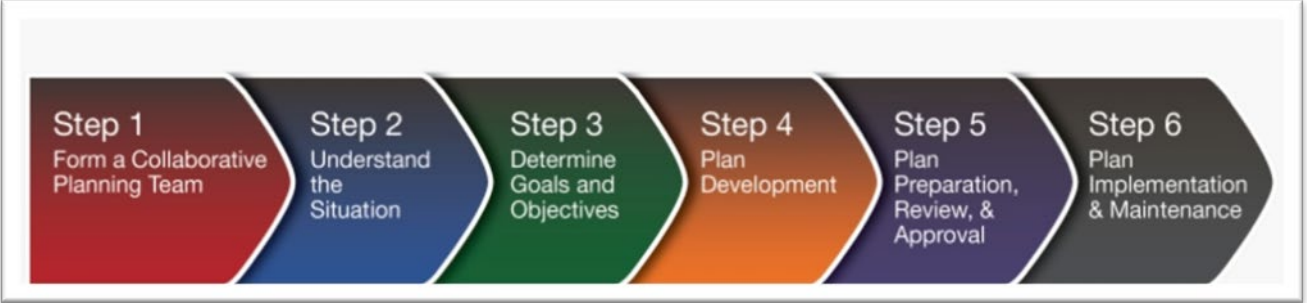 Step 1
Form a Collaborative
Planning Team
Step 2
Understand
the
Situation
Step 3
Determine
Goals and
Objectives
Step 4
Plan
Development
Step 5
Plan
Preparation,
Review, &
Approval
Step 6
Plan
Implementation
& Maintenance